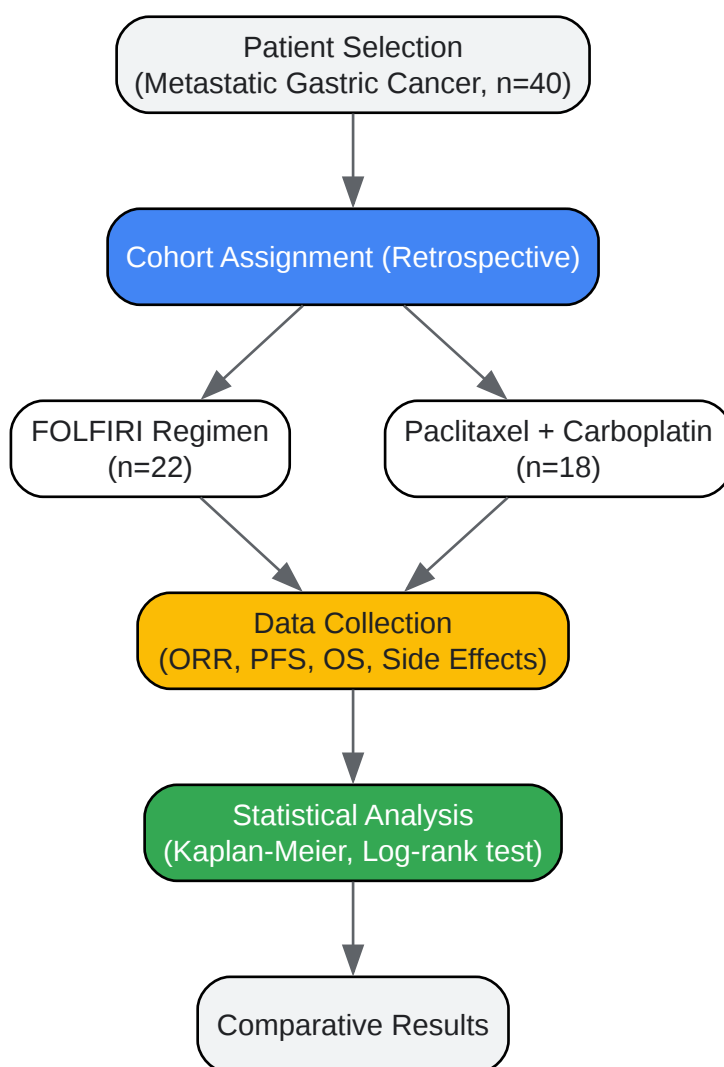 Patient Selection
(Metastatic Gastric Cancer, n=40)
Cohort Assignment (Retrospective)
FOLFIRI Regimen
(n=22)
Paclitaxel + Carboplatin
(n=18)
Data Collection
(ORR, PFS, OS, Side Effects)
Statistical Analysis
(Kaplan-Meier, Log-rank test)
Comparative Results